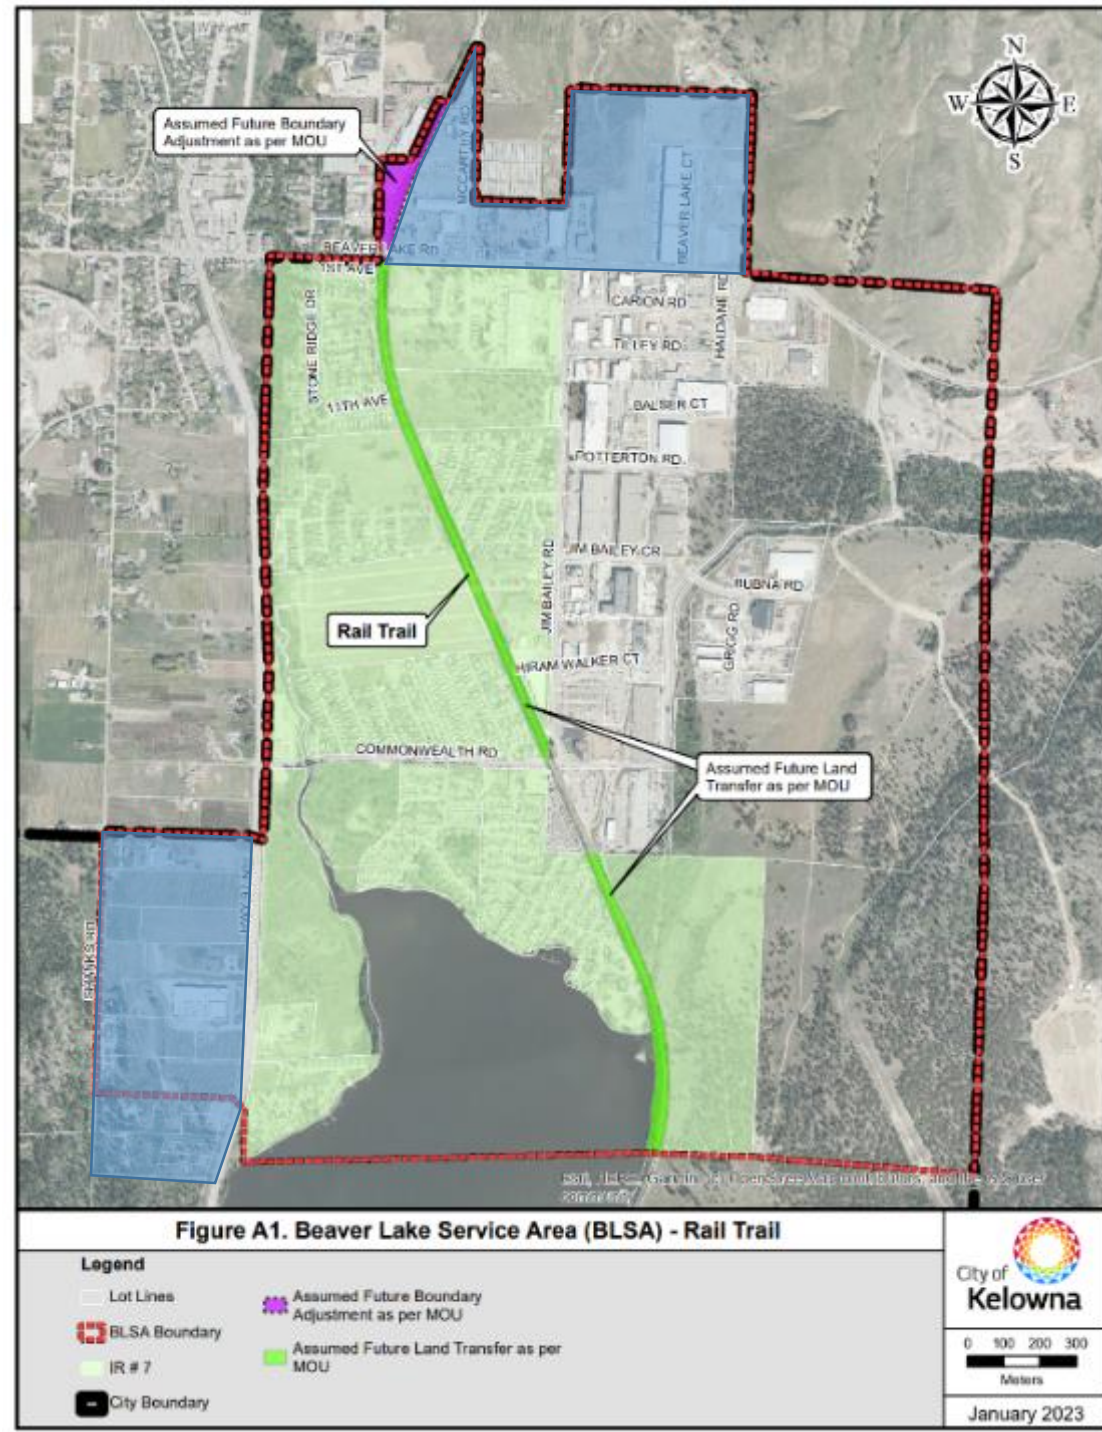 N
W E
S
Assumed Future Boundary
Adjustment as per MOU
MCCARTHY RD
BEAVER LAKE CT
BEAVER LAKE RD
1ST AVE
STONE RIDGE DR
CARION RD
HALDANE RD
TILLEY RD
11TH AVE
BALSER CT
POTTERTON RD
JIM BAILEY RD
JIM BAILEY CR
BUBNA RD
Rail Trail
GRIGG RD
HIRAM WALKER CT
COMMONWEALTH RD
Assumed Future Land
Transfer as per MOU
SHANKS RD
Figure A1. Beaver Lake Service Area (BLSA) - Rail Trail
Legend
Lot Lines
BLSA Boundary
IR # 7
City Boundary
Assumed Future Boundary
Adjustment as per MOU
Assumed Future Land Transfer as per
MOU
City of
Kelowna
0 100 200 300
Meters
January 2023